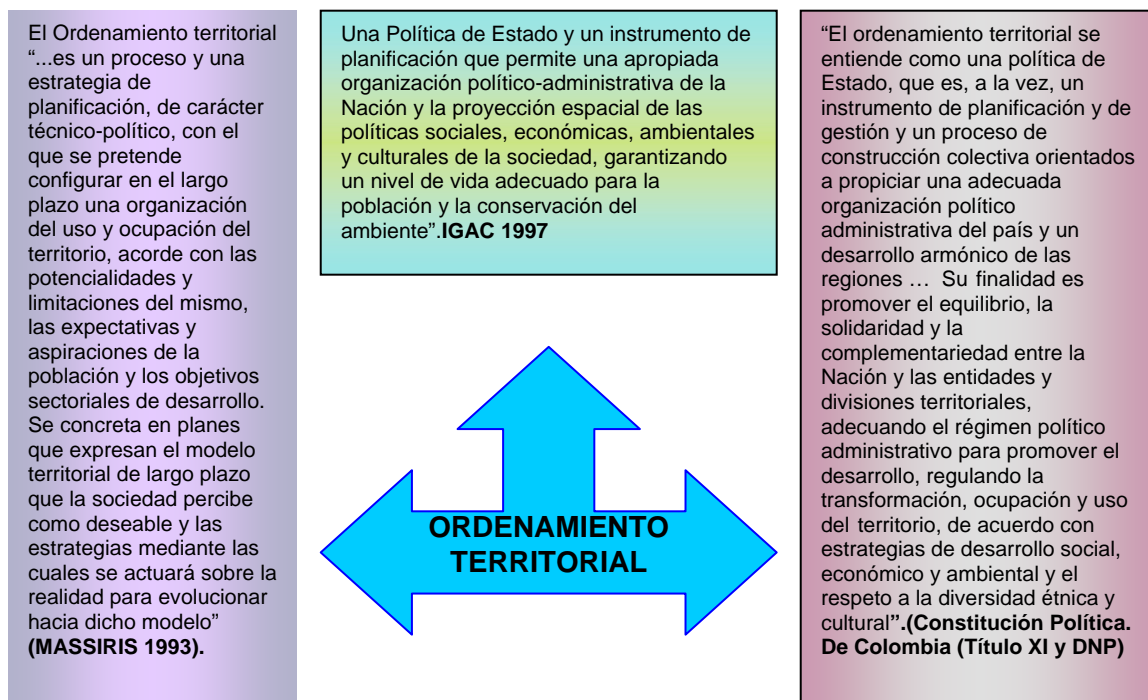 El Ordenamiento territorial
“...es un proceso y una
estrategia de
planificación, de carácter
técnico-político, con el
que se pretende
configurar en el largo
plazo una organización
del uso y ocupación del
territorio, acorde con las
potencialidades y
limitaciones del mismo,
las expectativas y
aspiraciones de la
población y los objetivos
sectoriales de desarrollo.
Se concreta en planes
que expresan el modelo
territorial de largo plazo
que la sociedad percibe
como deseable y las
estrategias mediante las
cuales se actuará sobre la
realidad para evolucionar
hacia dicho modelo”
(MASSIRIS 1993).
Una Política de Estado y un instrumento de
planificación que permite una apropiada
organización político-administrativa de la
Nación y la proyección espacial de las
políticas sociales, económicas, ambientales
y culturales de la sociedad, garantizando
un nivel de vida adecuado para la
población y la conservación del
ambiente”.IGAC 1997
ORDENAMIENTO
TERRITORIAL
“El ordenamiento territorial se
entiende como una política de
Estado, que es, a la vez, un
instrumento de planificación y de
gestión y un proceso de
construcción colectiva orientados
a propiciar una adecuada
organización político
administrativa del país y un
desarrollo armónico de las
regiones … Su finalidad es
promover el equilibrio, la
solidaridad y la
complementariedad entre la
Nación y las entidades y
divisiones territoriales,
adecuando el régimen político
administrativo para promover el
desarrollo, regulando la
transformación, ocupación y uso
del territorio, de acuerdo con
estrategias de desarrollo social,
económico y ambiental y el
respeto a la diversidad étnica y
cultural”.(Constitución Política.
De Colombia (Título XI y DNP)